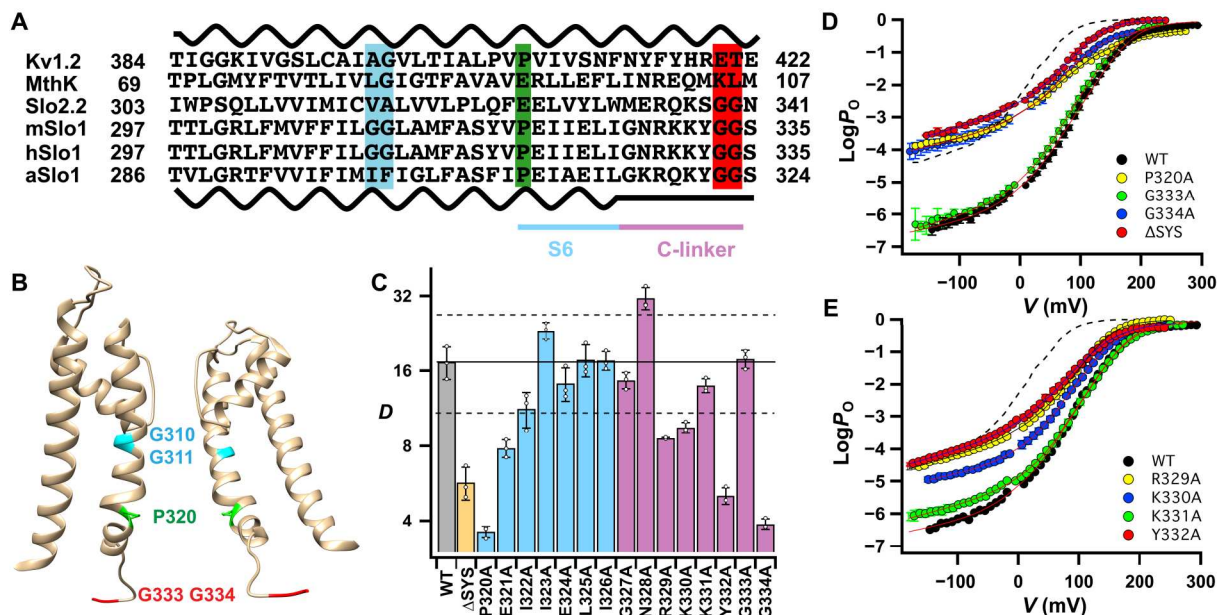 A
Kv1.2 384 TIGGKIVGSLCAIAGVLTIALPVPVIVSNFNYFYHRETE 422
MthK 69 TPLGMYFTVTLIVLGIGTFAVAVERLLEFLINREQMKLM 107
Slo2.2 303 IWPSQLLVVIMICVALVVLPLQFEELVYLWMERQKSGGN 341
mSlo1 297 TTLGRLFMVFFILGGLAMFASYVPEIIELIGNRKKYGGS 335
hSlo1 297 TTLGRLFMVFFILGGLAMFASYVPEIIELIGNRKKYGGS 335
aSlo1 286 TVLGRTFVVIFIMIFIGLFASFIPEIAEILGKRQKYGGS 324
S6 C-linker
B
G310
G311
P320
G333 G334
C
32
16
8
4
D
WT
ΔSYS
P320A
E321A
I322A
I323A
E324A
L325A
I326A
G327A
N328A
R329A
K330A
K331A
Y332A
G333A
G334A
D
0
-1
-2
-3
-4
-5
-6
-7
LogPO
WT
P320A
G333A
G334A
ΔSYS
-100 0 100 200 300
V (mV)
E
0
-1
-2
-3
-4
-5
-6
-7
LogPO
WT
R329A
K330A
K331A
Y332A
-100 0 100 200 300
V (mV)